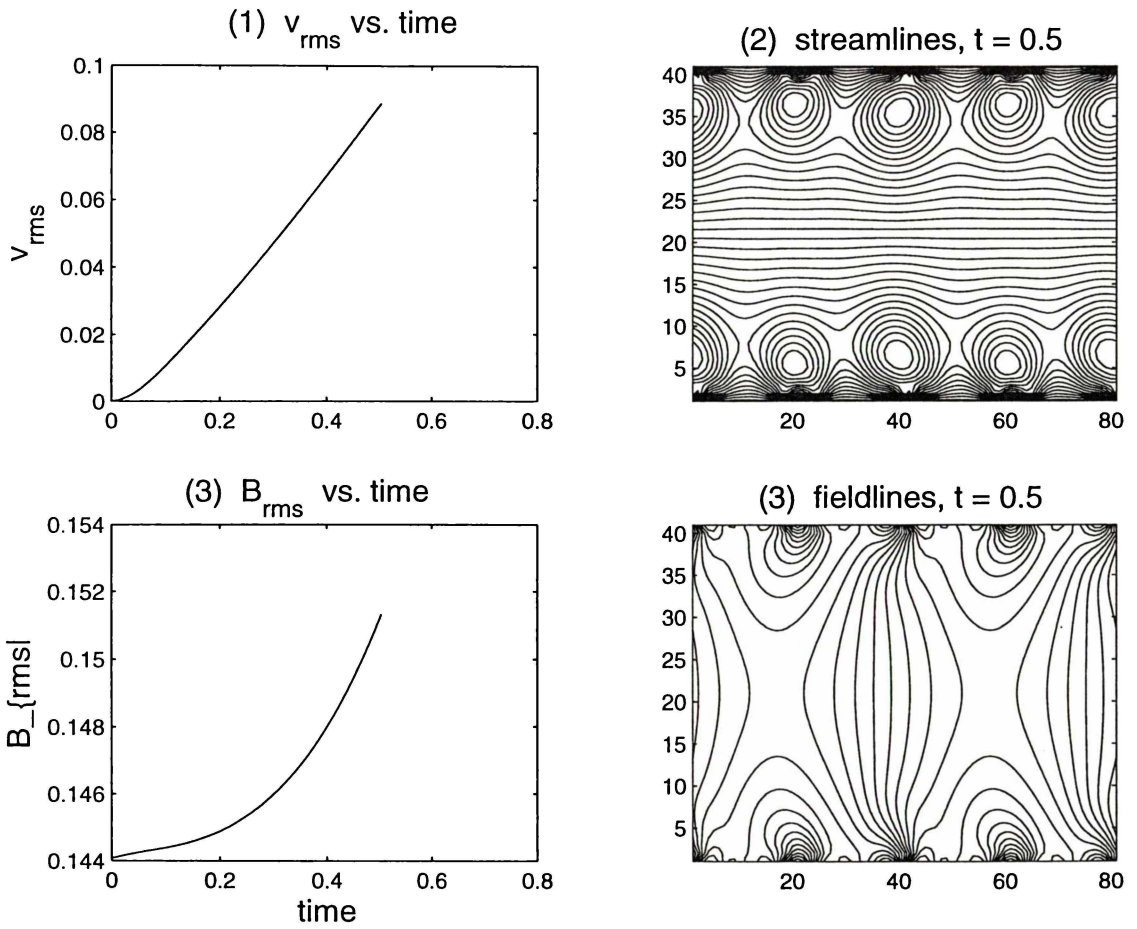 (1) v_rms vs. time
0.1
0.08
0.06
0.04
0.02
0
v_rms
0 0.2 0.4 0.6 0.8
(2) streamlines, t = 0.5
40
35
30
25
20
15
10
5
20 40 60 80
(3) B_rms vs. time
0.154
0.152
0.15
0.148
0.146
0.144
B_{rms|
0 0.2 0.4 0.6 0.8
time
(3) fieldlines, t = 0.5
40
35
30
25
20
15
10
5
20 40 60 80